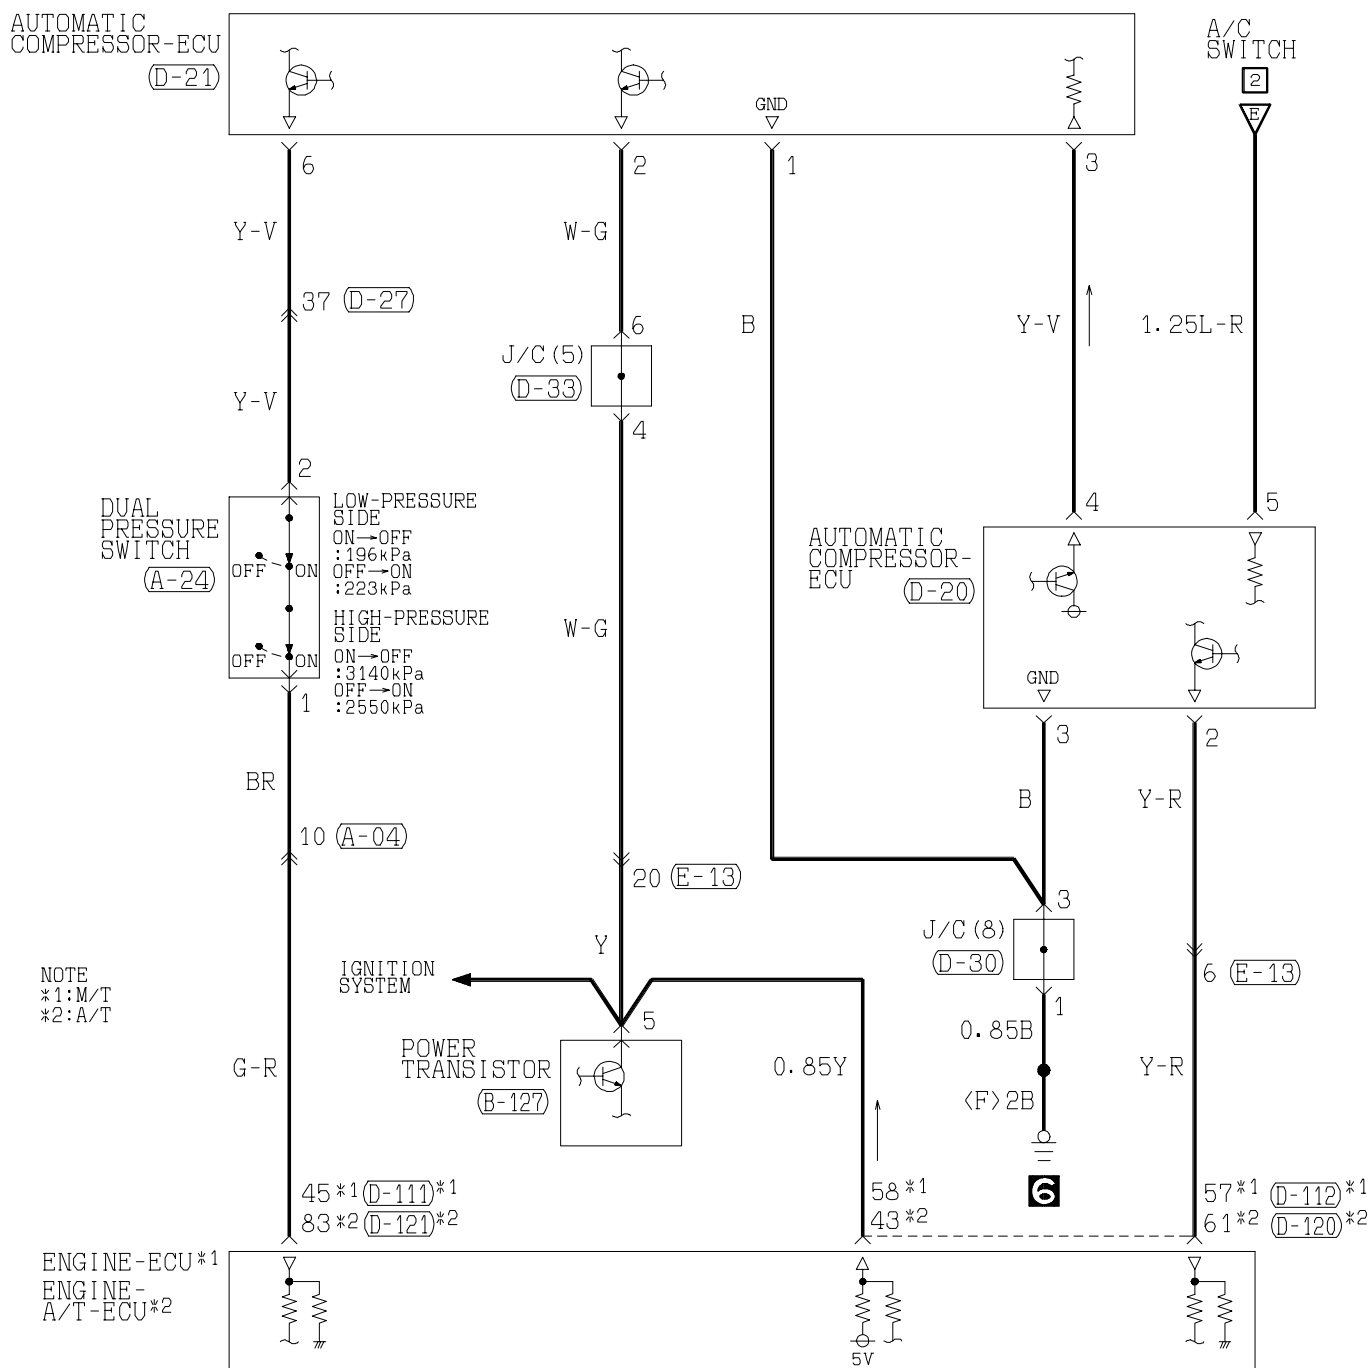 AUTOMATIC
COMPRESSOR-ECU
D-21
GND
A/C
SWITCH
2
E
6
2
1
3
Y-V
W-G
37 D-27
6
B
Y-V
1.25L-R
J/C(5)
D-33
Y-V
4
2
4
5
DUAL
PRESSURE
SWITCH
A-24
OFF
ON
OFF
ON
LOW-PRESSURE
SIDE
ON→OFF
:196kPa
OFF→ON
:223kPa
HIGH-PRESSURE
SIDE
ON→OFF
:3140kPa
OFF→ON
:2550kPa
1
W-G
AUTOMATIC
COMPRESSOR-
ECU
D-20
GND
3
2
BR
B
Y-R
10 A-04
20 E-13
3
J/C(8)
D-30
Y
6 E-13
NOTE
*1:M/T
*2:A/T
IGNITION
SYSTEM
5
1
0.85B
POWER
TRANSISTOR
B-127
G-R
0.85Y
Y-R
<F>2B
6
45*1 D-111*1
83*2 D-121*2
58*1
43*2
57*1 D-112*1
61*2 D-120*2
ENGINE-ECU*1
ENGINE-
A/T-ECU*2
5V